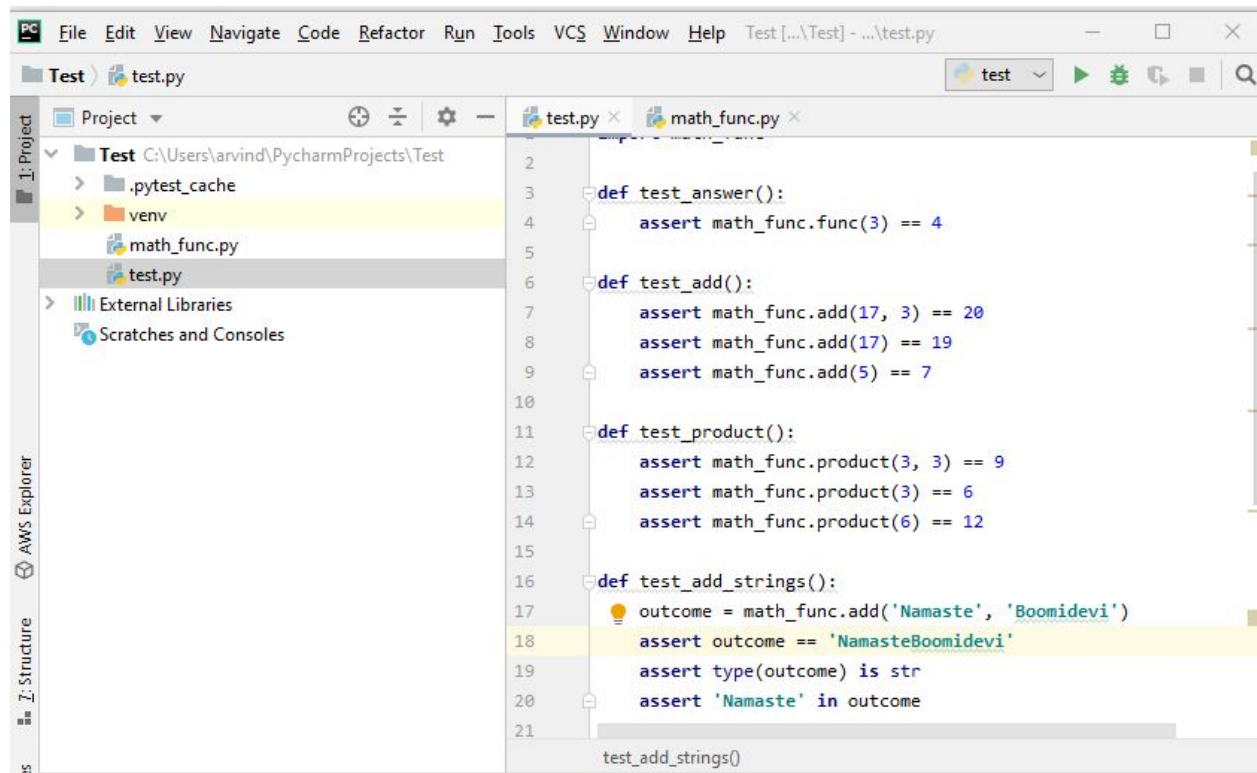 PC File Edit View Navigate Code Refactor Run Tools VCS Window Help Test [...\Test] - ...\test.py
Test test.py test
1: Project
Project
Test C:\Users\arvind\PycharmProjects\Test
.pytest_cache
venv
math_func.py
test.py
External Libraries
Scratches and Consoles
AWS Explorer
7: Structure
test.py math_func.py
2
3 def test_answer():
4 assert math_func.func(3) == 4
5
6 def test_add():
7 assert math_func.add(17, 3) == 20
8 assert math_func.add(17) == 19
9 assert math_func.add(5) == 7
10
11 def test_product():
12 assert math_func.product(3, 3) == 9
13 assert math_func.product(3) == 6
14 assert math_func.product(6) == 12
15
16 def test_add_strings():
17 outcome = math_func.add('Namaste', 'Boomidevi')
18 assert outcome == 'NamasteBoomidevi'
19 assert type(outcome) is str
20 assert 'Namaste' in outcome
21
test_add_strings()